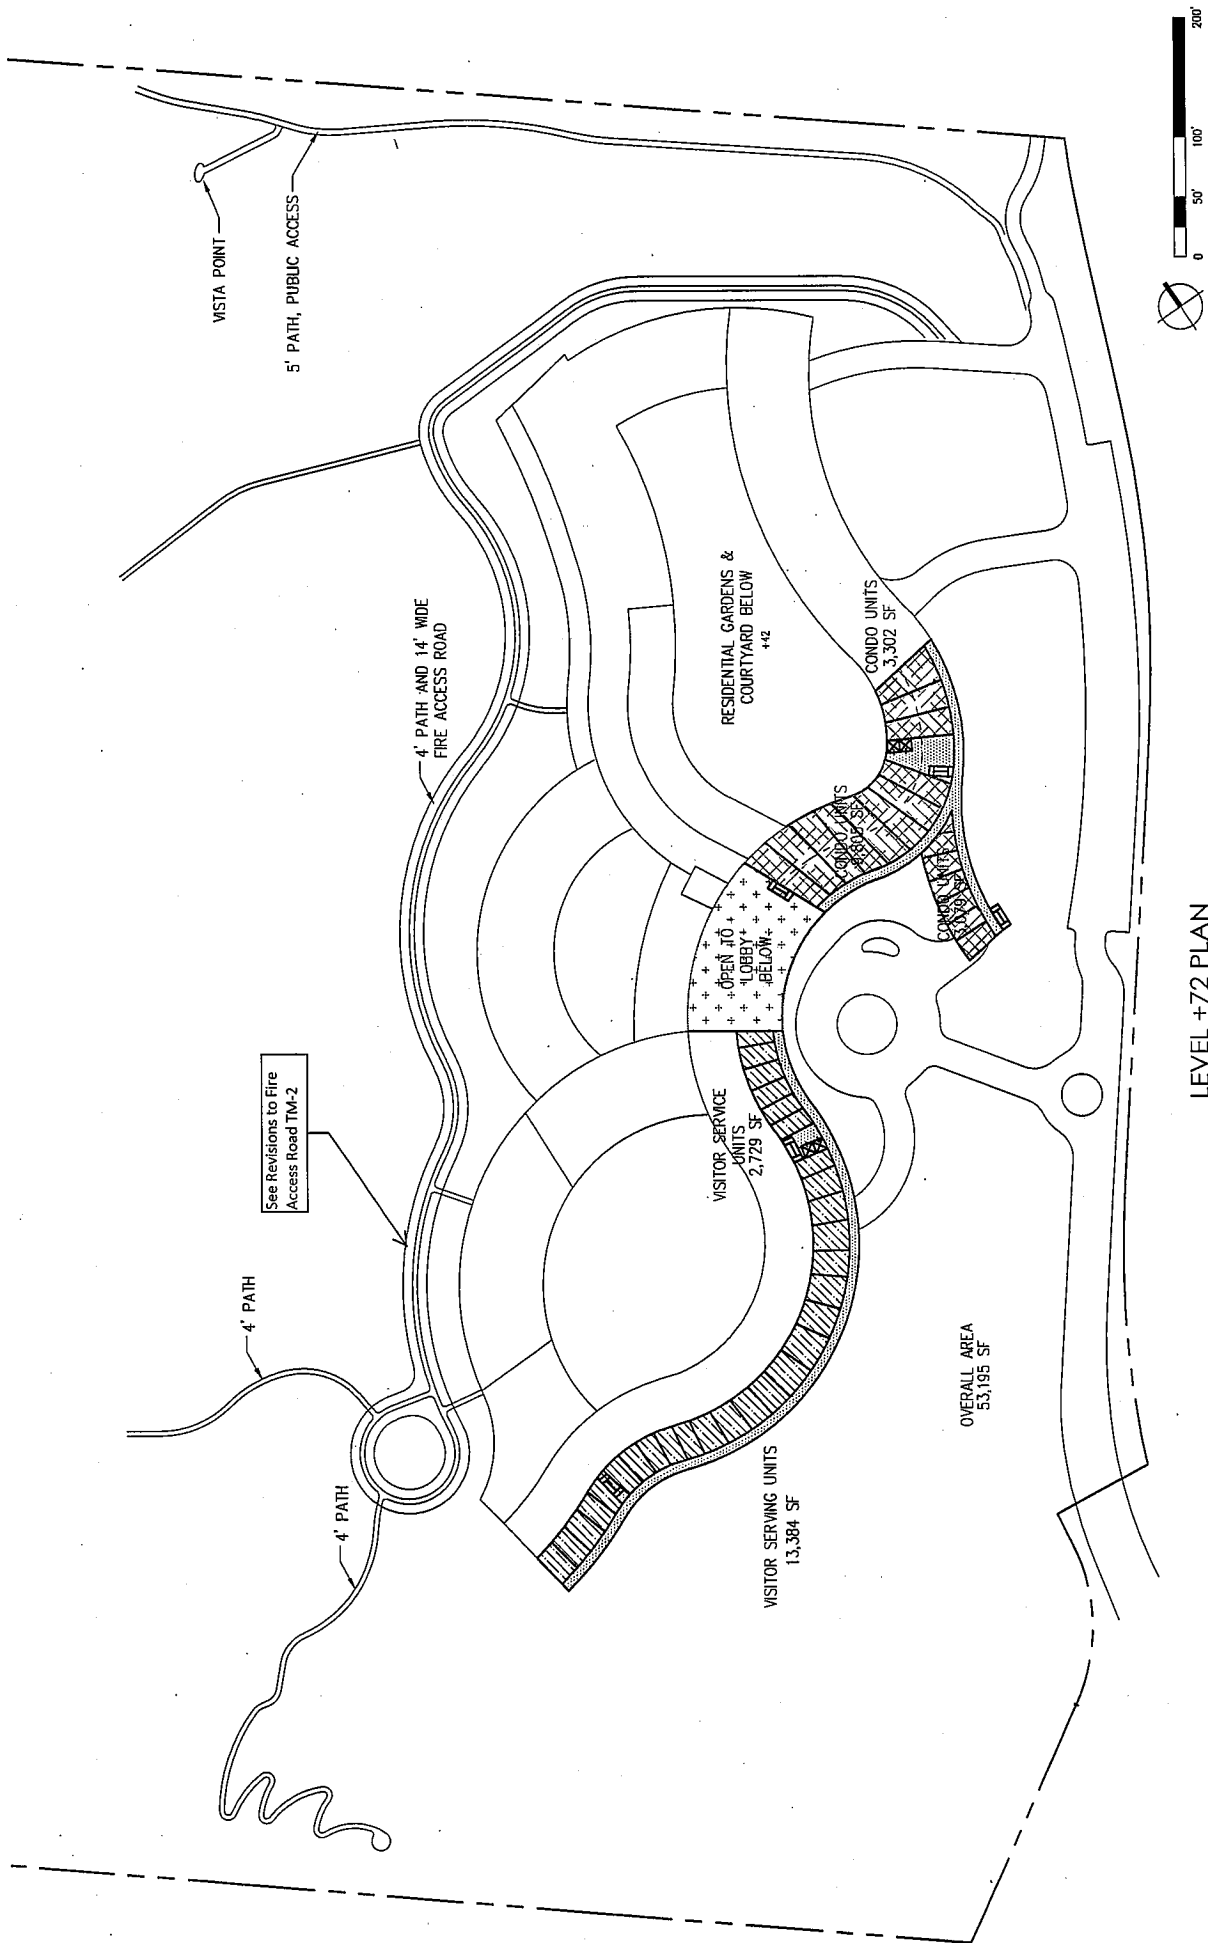 VISTA POINT
5' PATH, PUBLIC ACCESS
4' PATH AND 14' WIDE
FIRE ACCESS ROAD
See Revisions to Fire
Access Road TM-2
4' PATH
4' PATH
RESIDENTIAL GARDENS &
COURTYARD BELOW
+42
CONDO UNITS
3,302 SF
CONDO UNITS
SF
CONDO UNITS
SF
OPEN TO
LOBBY
BELOW
VISITOR SERVICE
UNITS
2,729 SF
VISITOR SERVING UNITS
13,384 SF
OVERALL AREA
53,195 SF
0 50' 100' 200'
LEVEL +72 PLAN